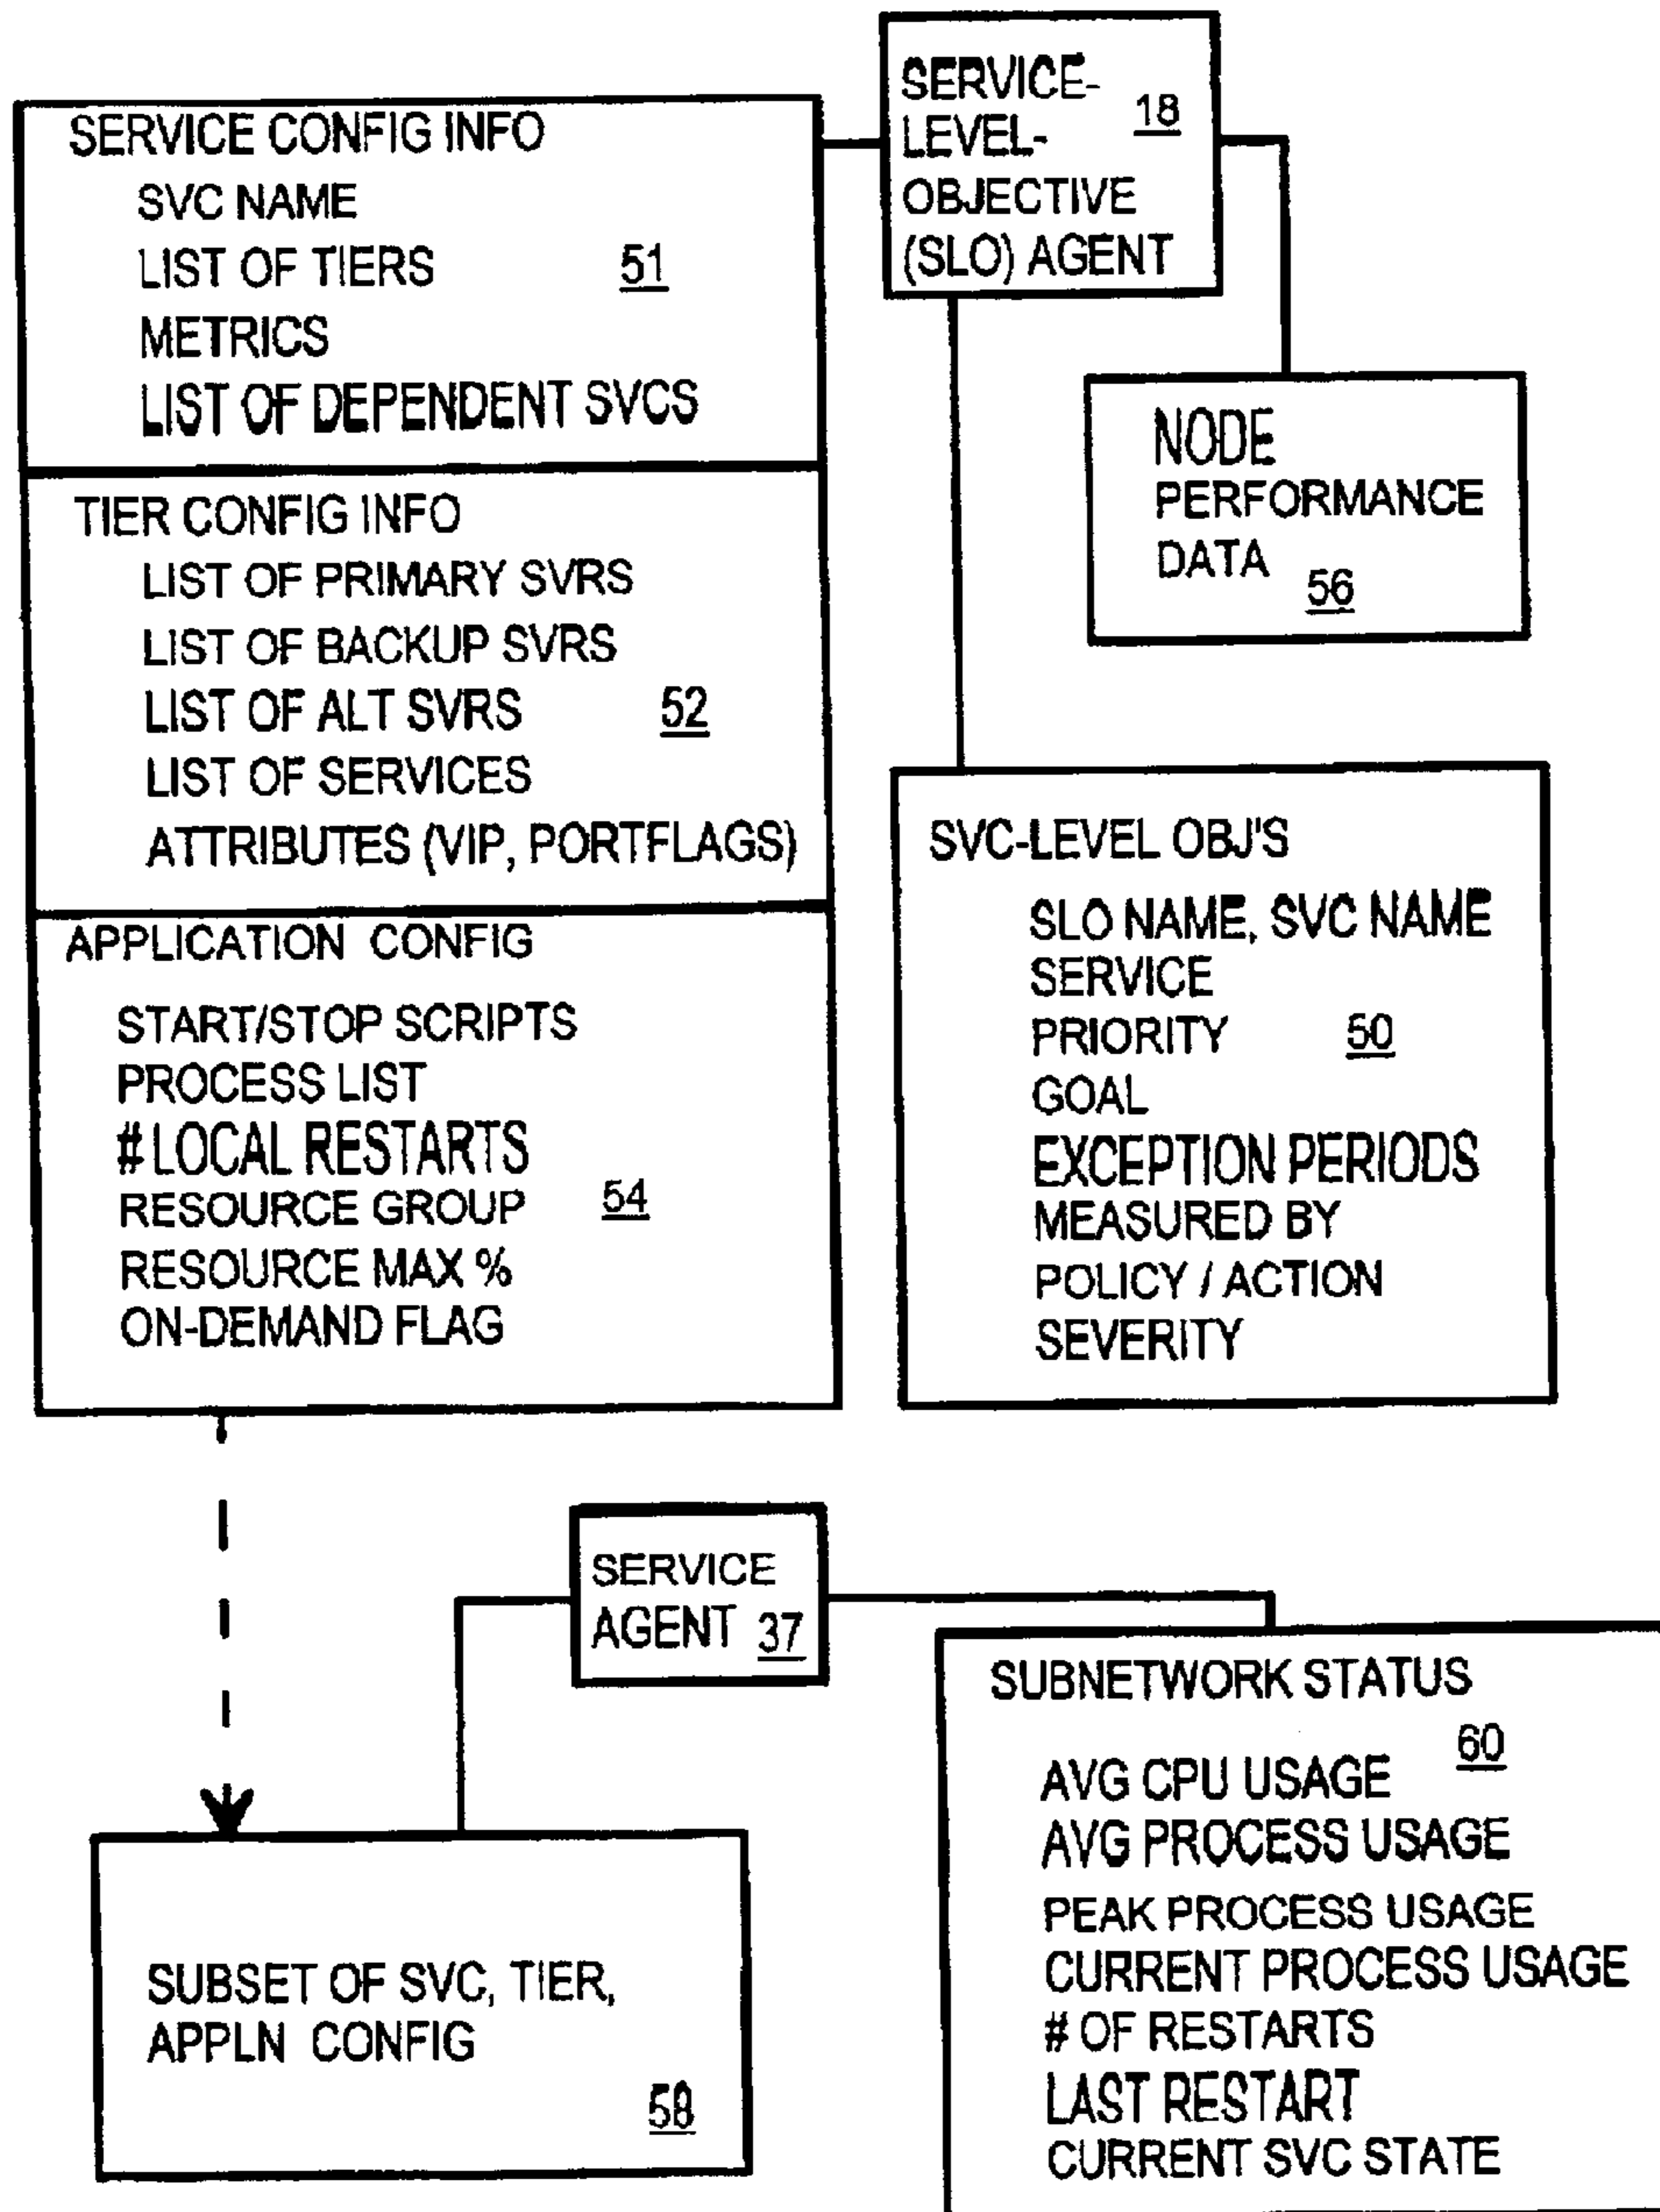 SERVICE CONFIG INFO
SVC NAME
LIST OF TIERS 51
METRICS
LIST OF DEPENDENT SVCS
TIER CONFIG INFO
LIST OF PRIMARY SVRS
LIST OF BACKUP SVRS
LIST OF ALT SVRS 52
LIST OF SERVICES
ATTRIBUTES (VIP, PORTFLAGS)
APPLICATION CONFIG
START/STOP SCRIPTS
PROCESS LIST
# LOCAL RESTARTS
RESOURCE GROUP 54
RESOURCE MAX %
ON-DEMAND FLAG
SERVICE-
LEVEL- 18
OBJECTIVE
(SLO) AGENT
NODE
PERFORMANCE
DATA 56
SVC-LEVEL OBJ'S
SLO NAME, SVC NAME
SERVICE
PRIORITY 50
GOAL
EXCEPTION PERIODS
MEASURED BY
POLICY / ACTION
SEVERITY
SERVICE
AGENT 37
SUBSET OF SVC, TIER,
APPLN CONFIG
58
SUBNETWORK STATUS
60
AVG CPU USAGE
AVG PROCESS USAGE
PEAK PROCESS USAGE
CURRENT PROCESS USAGE
# OF RESTARTS
LAST RESTART
CURRENT SVC STATE